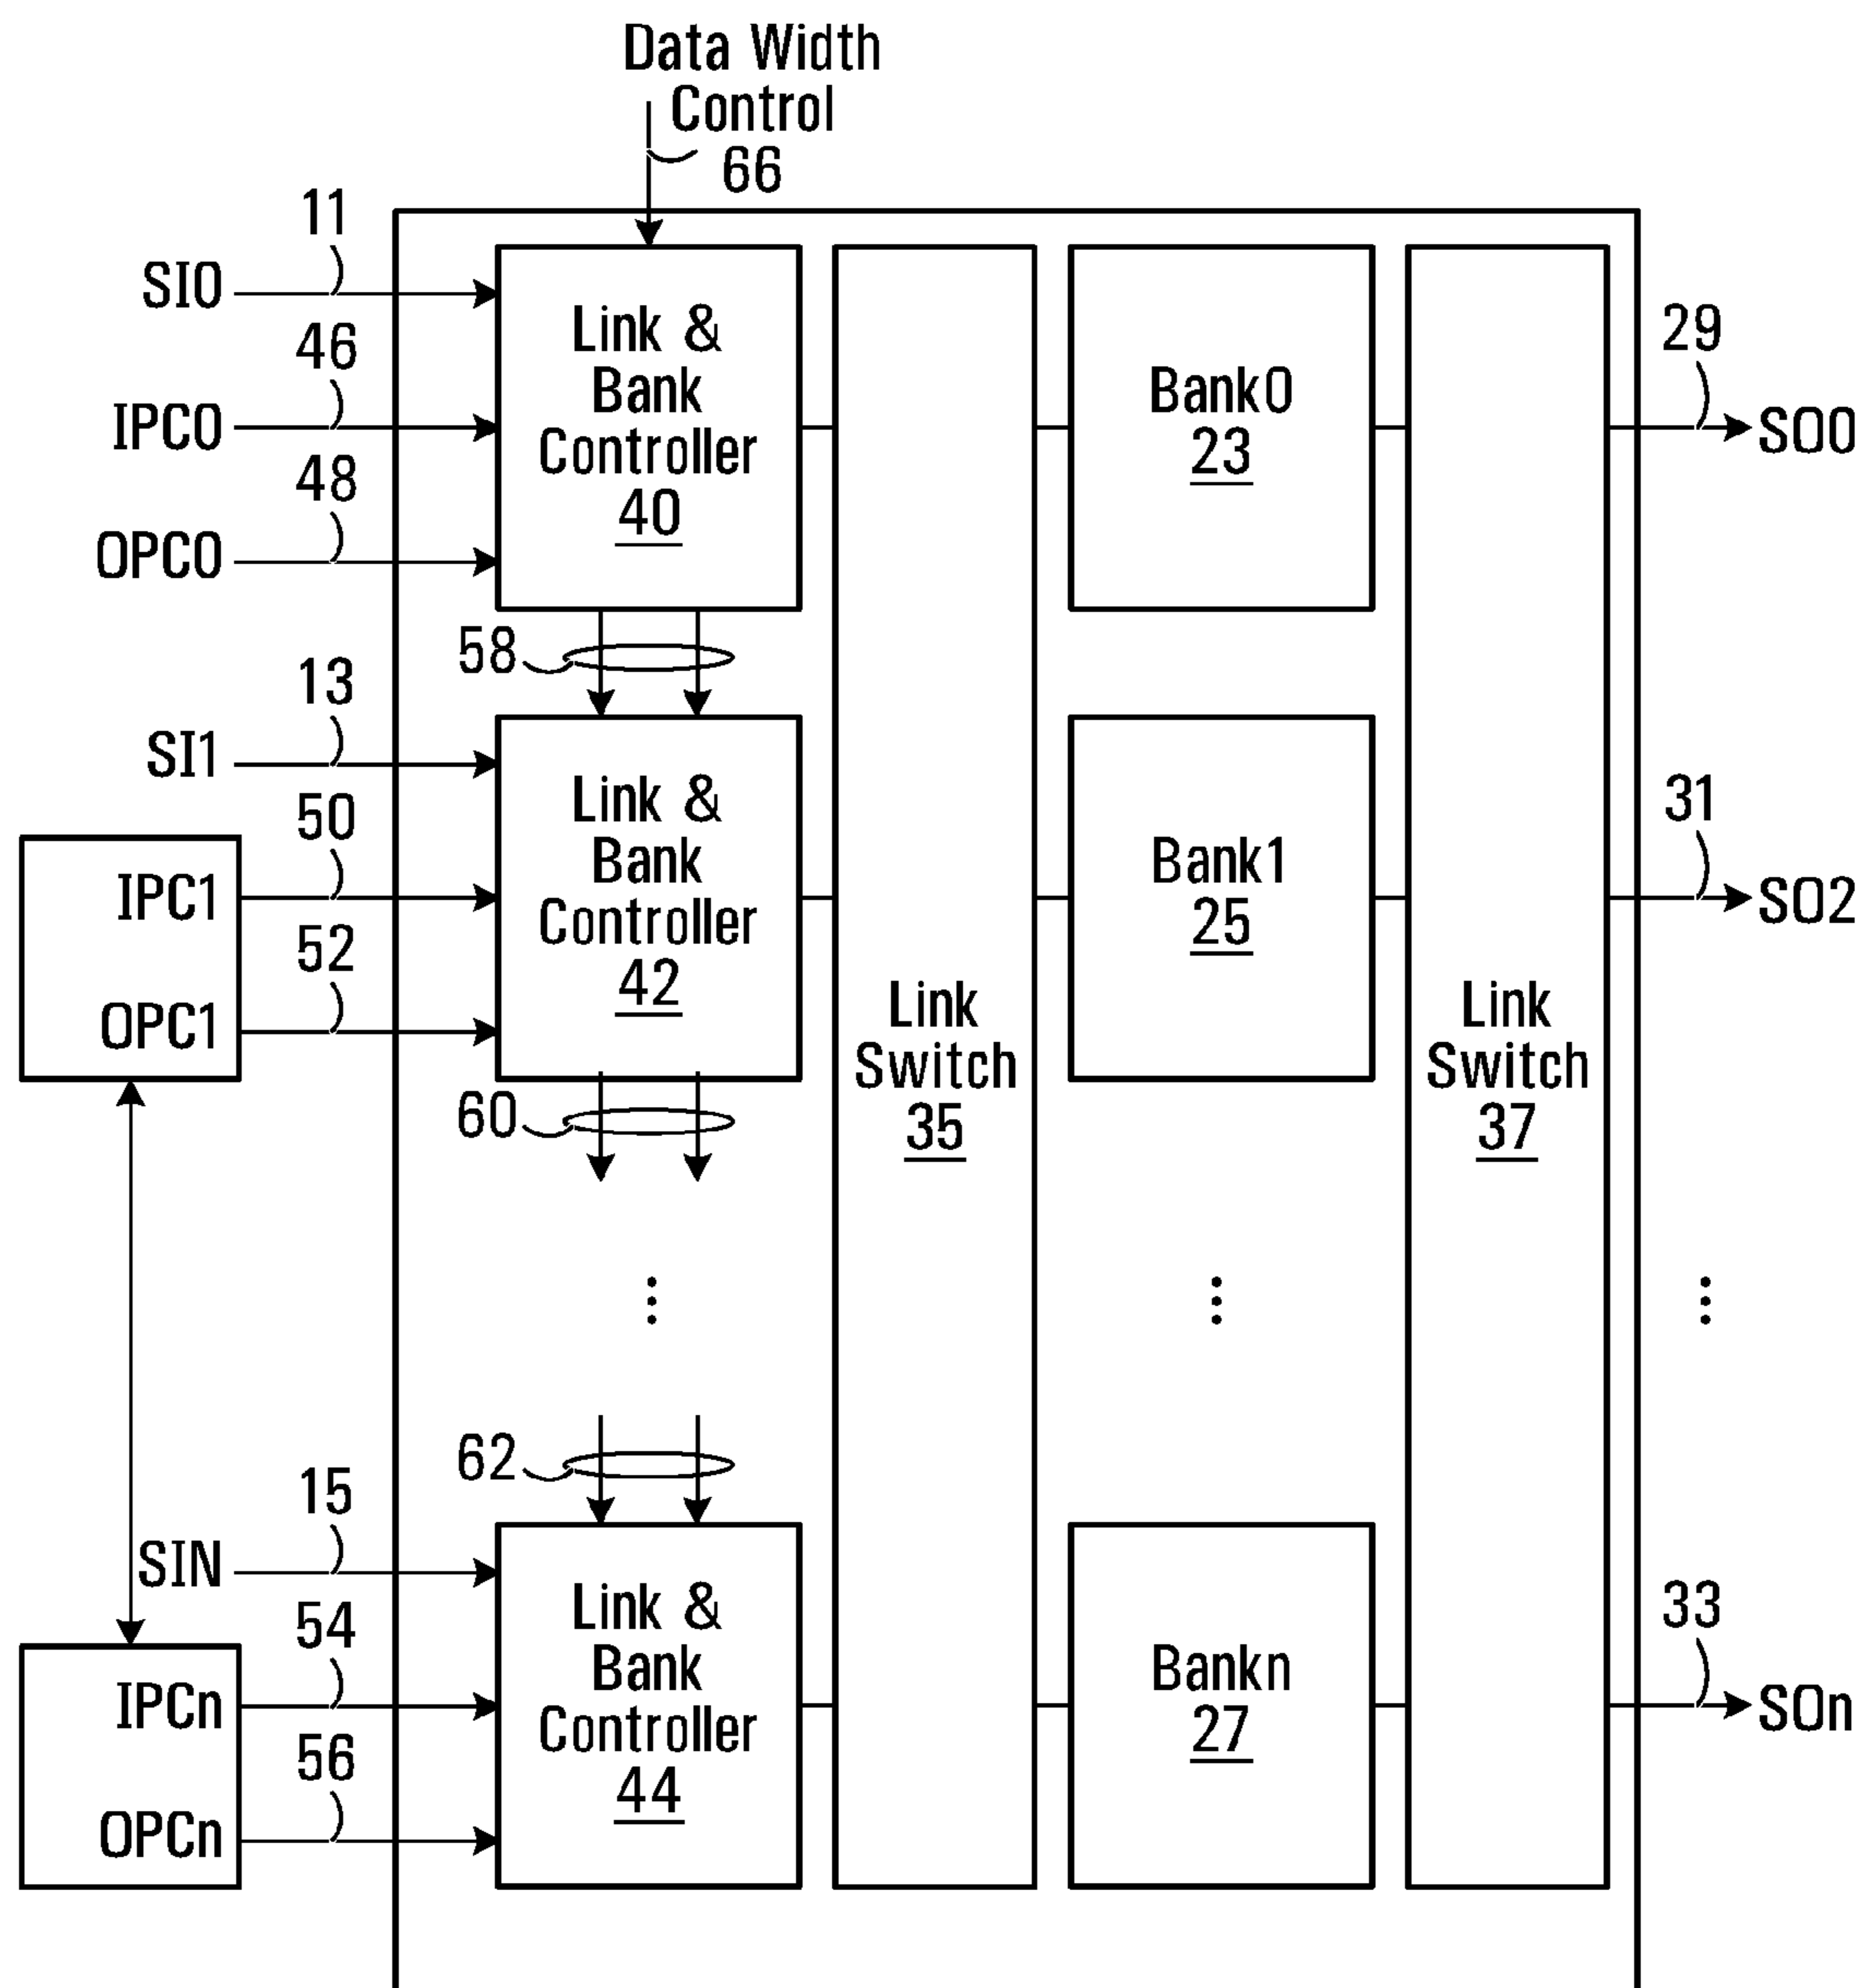 Data Width
Control
66
11
SI0
46
IPC0
48
OPC0
Link &
Bank
Controller
40
Bank0
23
29
SO0
58
13
SI1
50
IPC1
52
OPC1
Link &
Bank
Controller
42
Link
Switch
35
Bank1
25
Link
Switch
37
31
SO2
60
62
15
SIN
54
IPCn
56
OPCn
Link &
Bank
Controller
44
Bankn
27
33
SOn